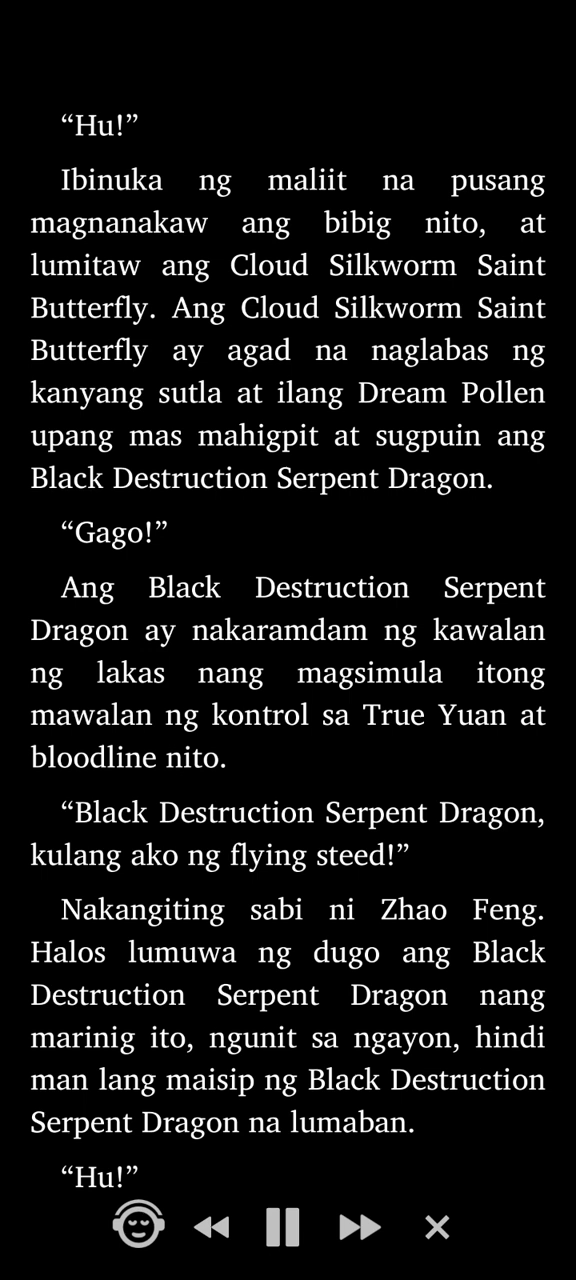 “Hu!”
Ibinuka ng maliit na pusang
magnanakaw ang bibig nito, at
lumitaw ang Cloud Silkworm Saint
Butterfly. Ang Cloud Silkworm Saint
Butterfly ay agad na naglabas ng
kanyang sutla at ilang Dream Pollen
upang mas mahigpit at sugpuin ang
Black Destruction Serpent Dragon.
“Gago!”
Ang Black Destruction Serpent
Dragon ay nakaramdam ng kawalan
ng lakas nang magsimula itong
mawalan ng kontrol sa True Yuan at
bloodline nito.
“Black Destruction Serpent Dragon,
kulang ako ng flying steed!”
Nakangiting sabi ni Zhao Feng.
Halos lumuwa ng dugo ang Black
Destruction Serpent Dragon nang
marinig ito, ngunit sa ngayon, hindi
man lang maisip ng Black Destruction
Serpent Dragon na lumaban.
“Hu!”